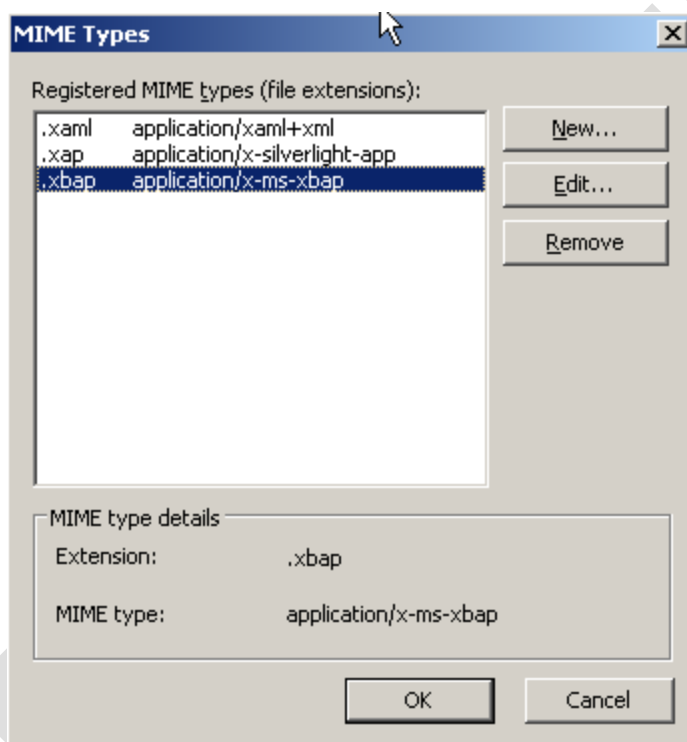 MIME Types
Registered MIME types (file extensions):
.xaml application/xaml+xml
.xap application/x-silverlight-app
.xbap application/x-ms-xbap
New...
Edit...
Remove
MIME type details
Extension: .xbap
MIME type: application/x-ms-xbap
OK Cancel